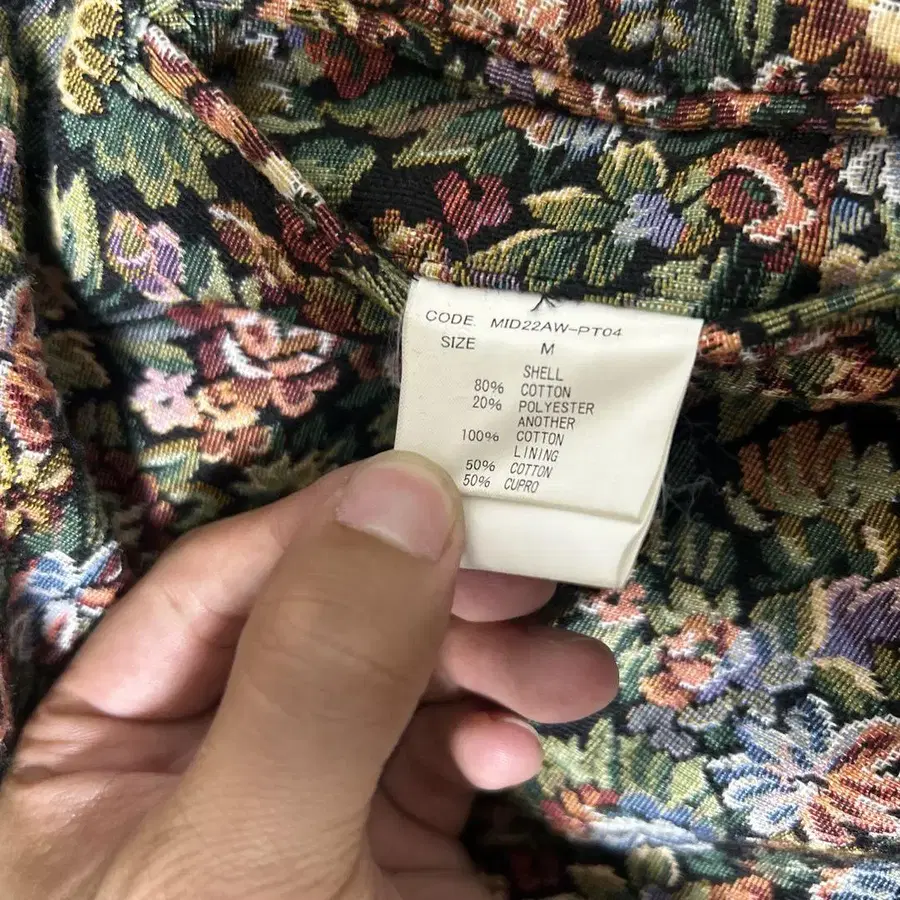 CODE. MID22AW-PT04
SIZE M
SHELL
80% COTTON
20% POLYESTER
ANOTHER
100% COTTON
LINING
50% COTTON
50% CUPRO